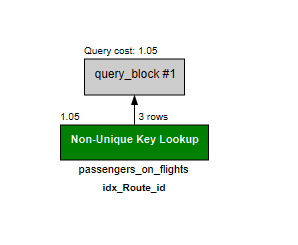 Query cost: 1.05
query_block #1
1.05
3 rows
Non-Unique Key Lookup
passengers_on_flights
idx_Route_id